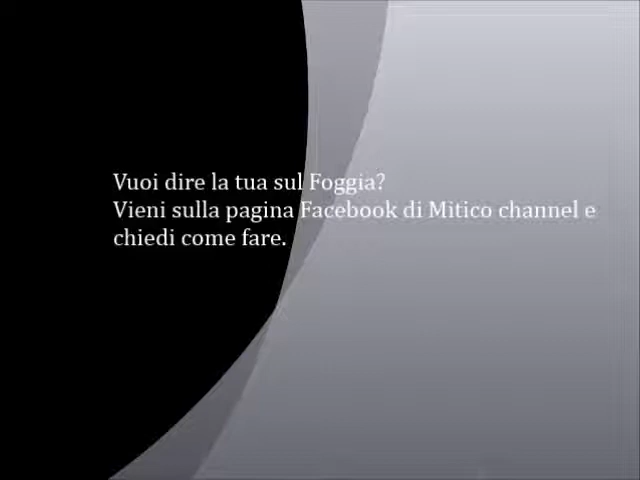 Vuoi dire la tua sul Foggia?
Vieni sulla pagina Facebook di Mitico channel e
chiedi come fare.